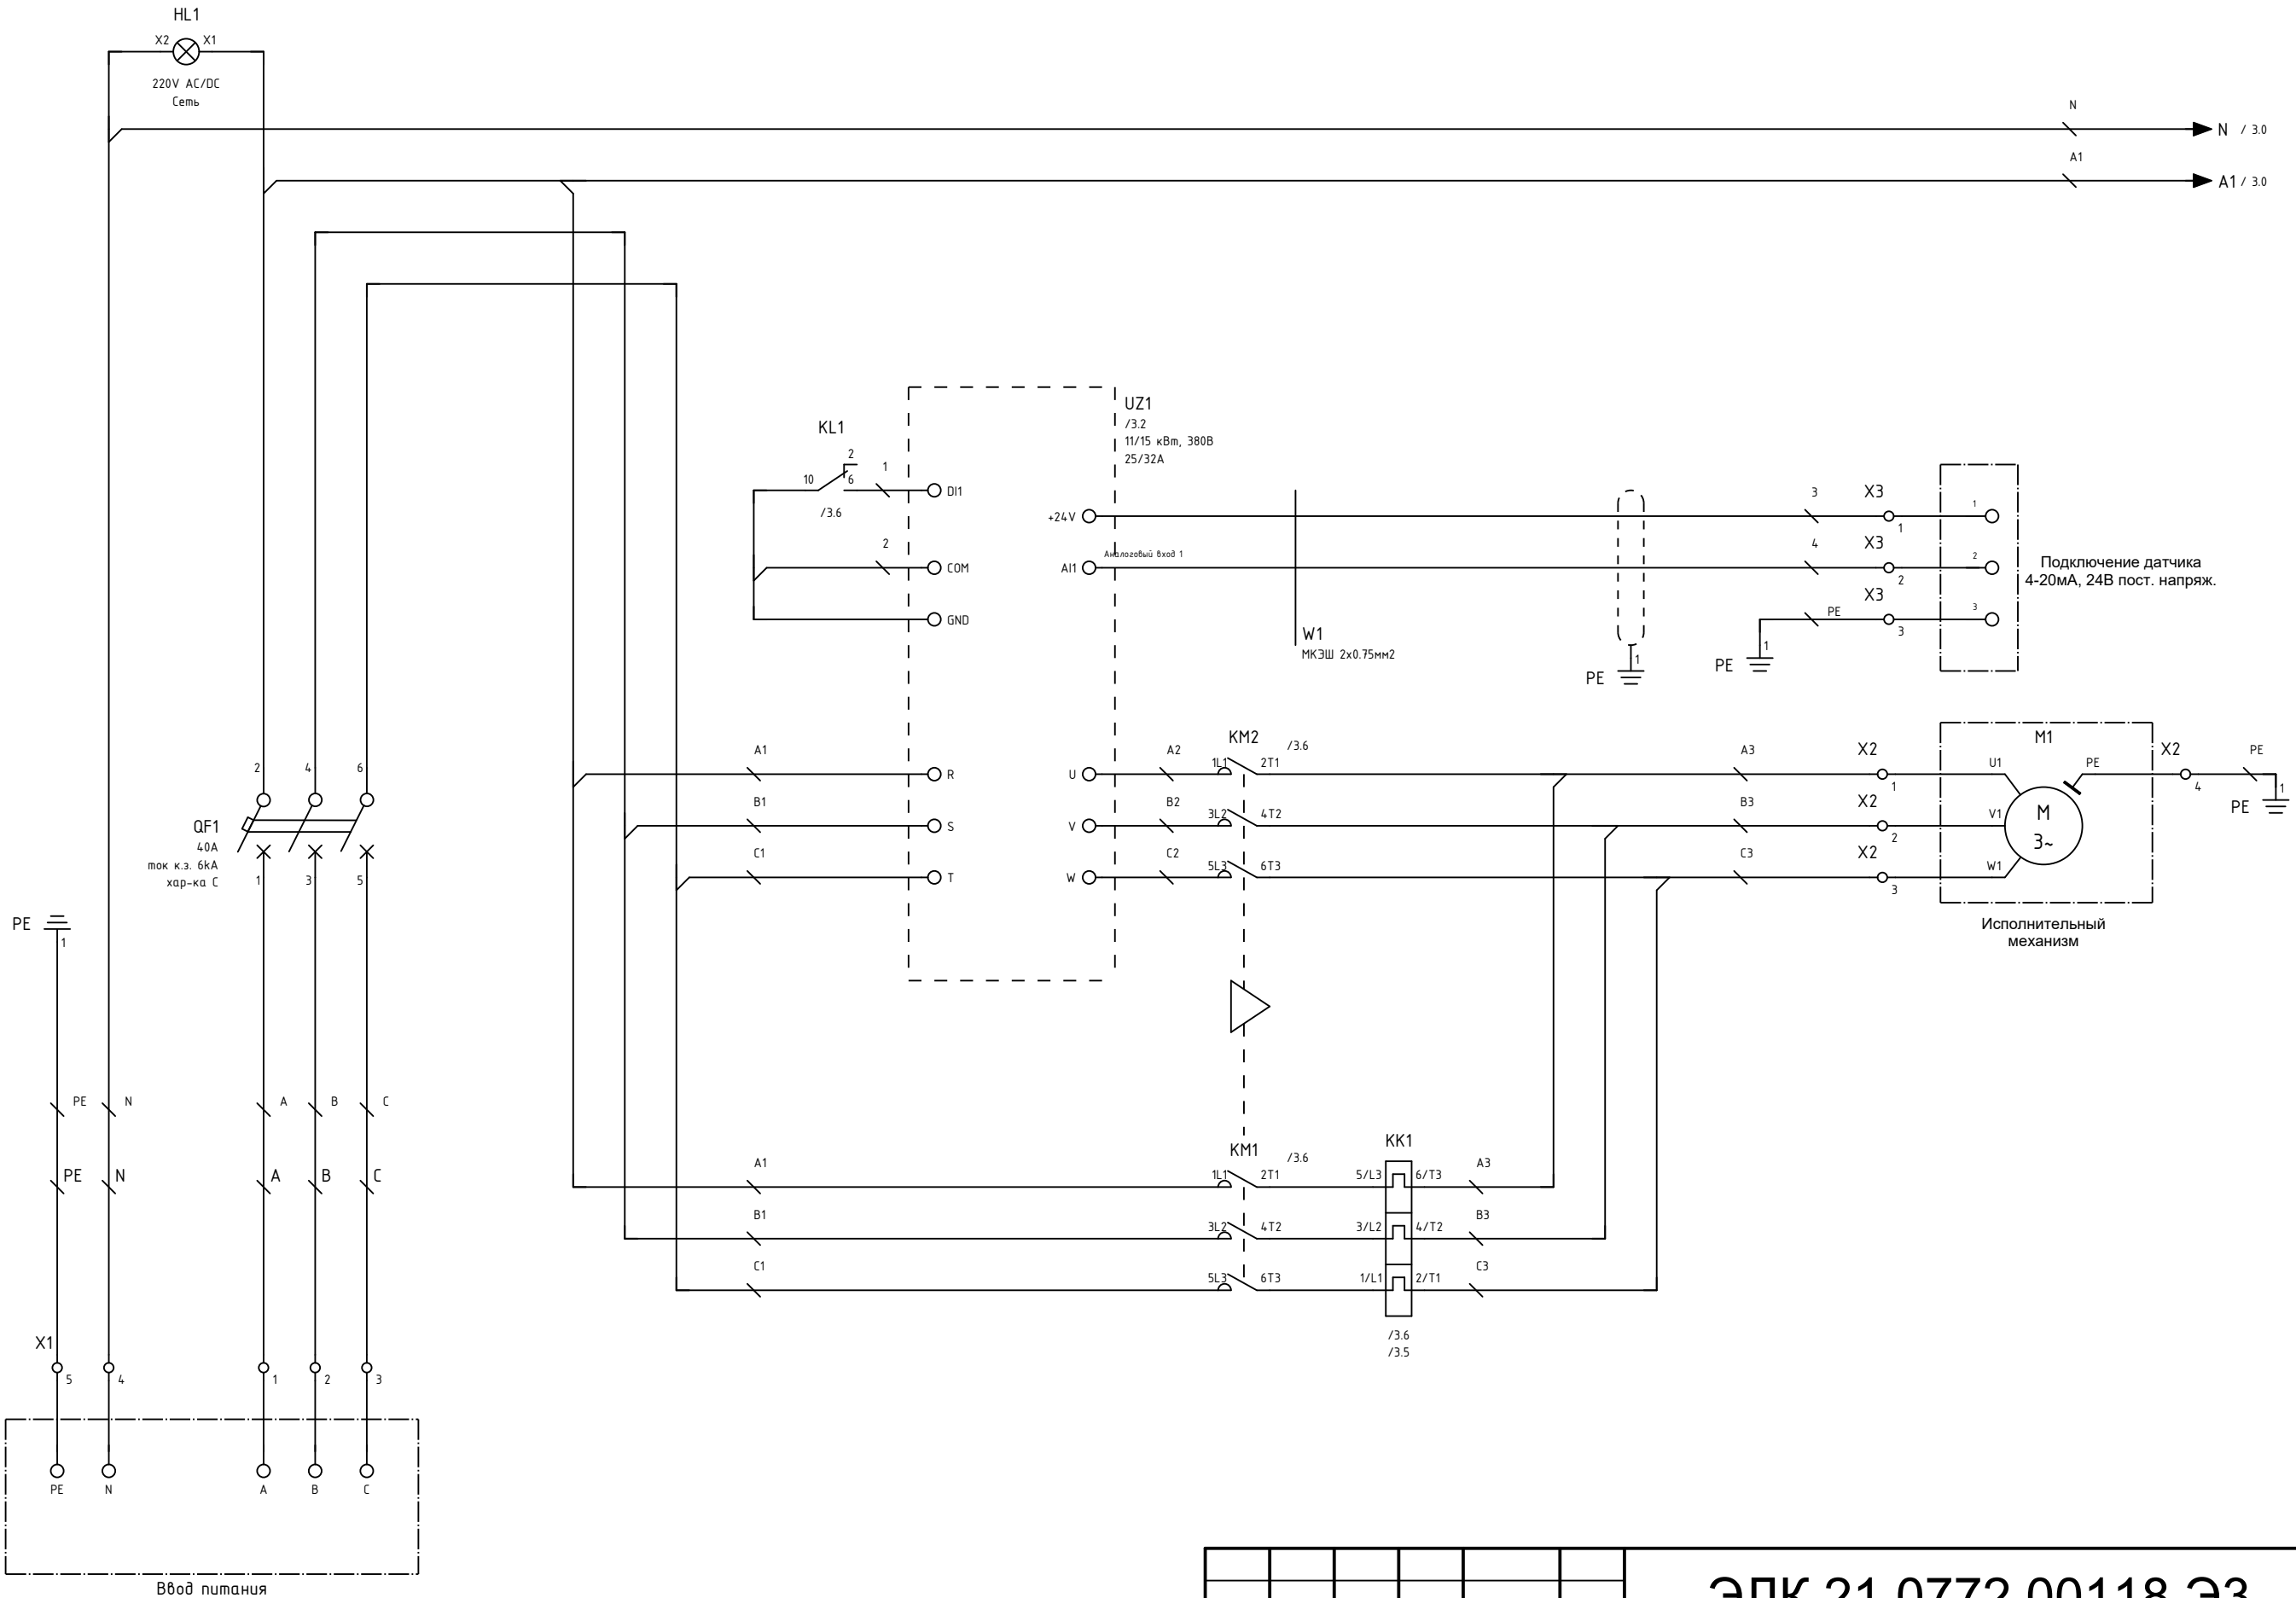 HL1
X2 X1
220V AC/DC
Сеть
N
N / 3.0
A1
A1 / 3.0
UZ1
/3.2
11/15 кВт, 380В
25/32А
KL1
2
10 6 1
DI1
/3.6
2
COM
GND
+24V
AI1
Аналоговый вход 1
W1
МКЭШ 2х0.75мм2
1
PE
3 X3
1
4 X3
2
X3
PE
3
1
PE
1
2
3
Подключение датчика
4-20мА, 24В пост. напряж.
2 4 6
QF1
40А
ток к.з. 6kA
хар-ка С
1 3 5
A1
R
B1
S
C1
T
U
V
W
A2
B2
C2
KM2
/3.6
1L1 2T1
3L2 4T2
5L3 6T3
A3 X2
1
B3 X2
2
C3 X2
3
M1
U1
V1
W1
PE
M
3~
X2
4
PE
1
PE
Исполнительный
механизм
PE
1
PE N A B C
PE N A B C
A1
B1
C1
KM1
/3.6
1L1 2T1
3L2 4T2
5L3 6T3
KK1
5/L3 6/T3
3/L2 4/T2
1/L1 2/T1
/3.6
/3.5
A3
B3
C3
X1
5 4 1 2 3
PE N A B C
Ввод питания
ЭЛК.21.0772.00118 Э3